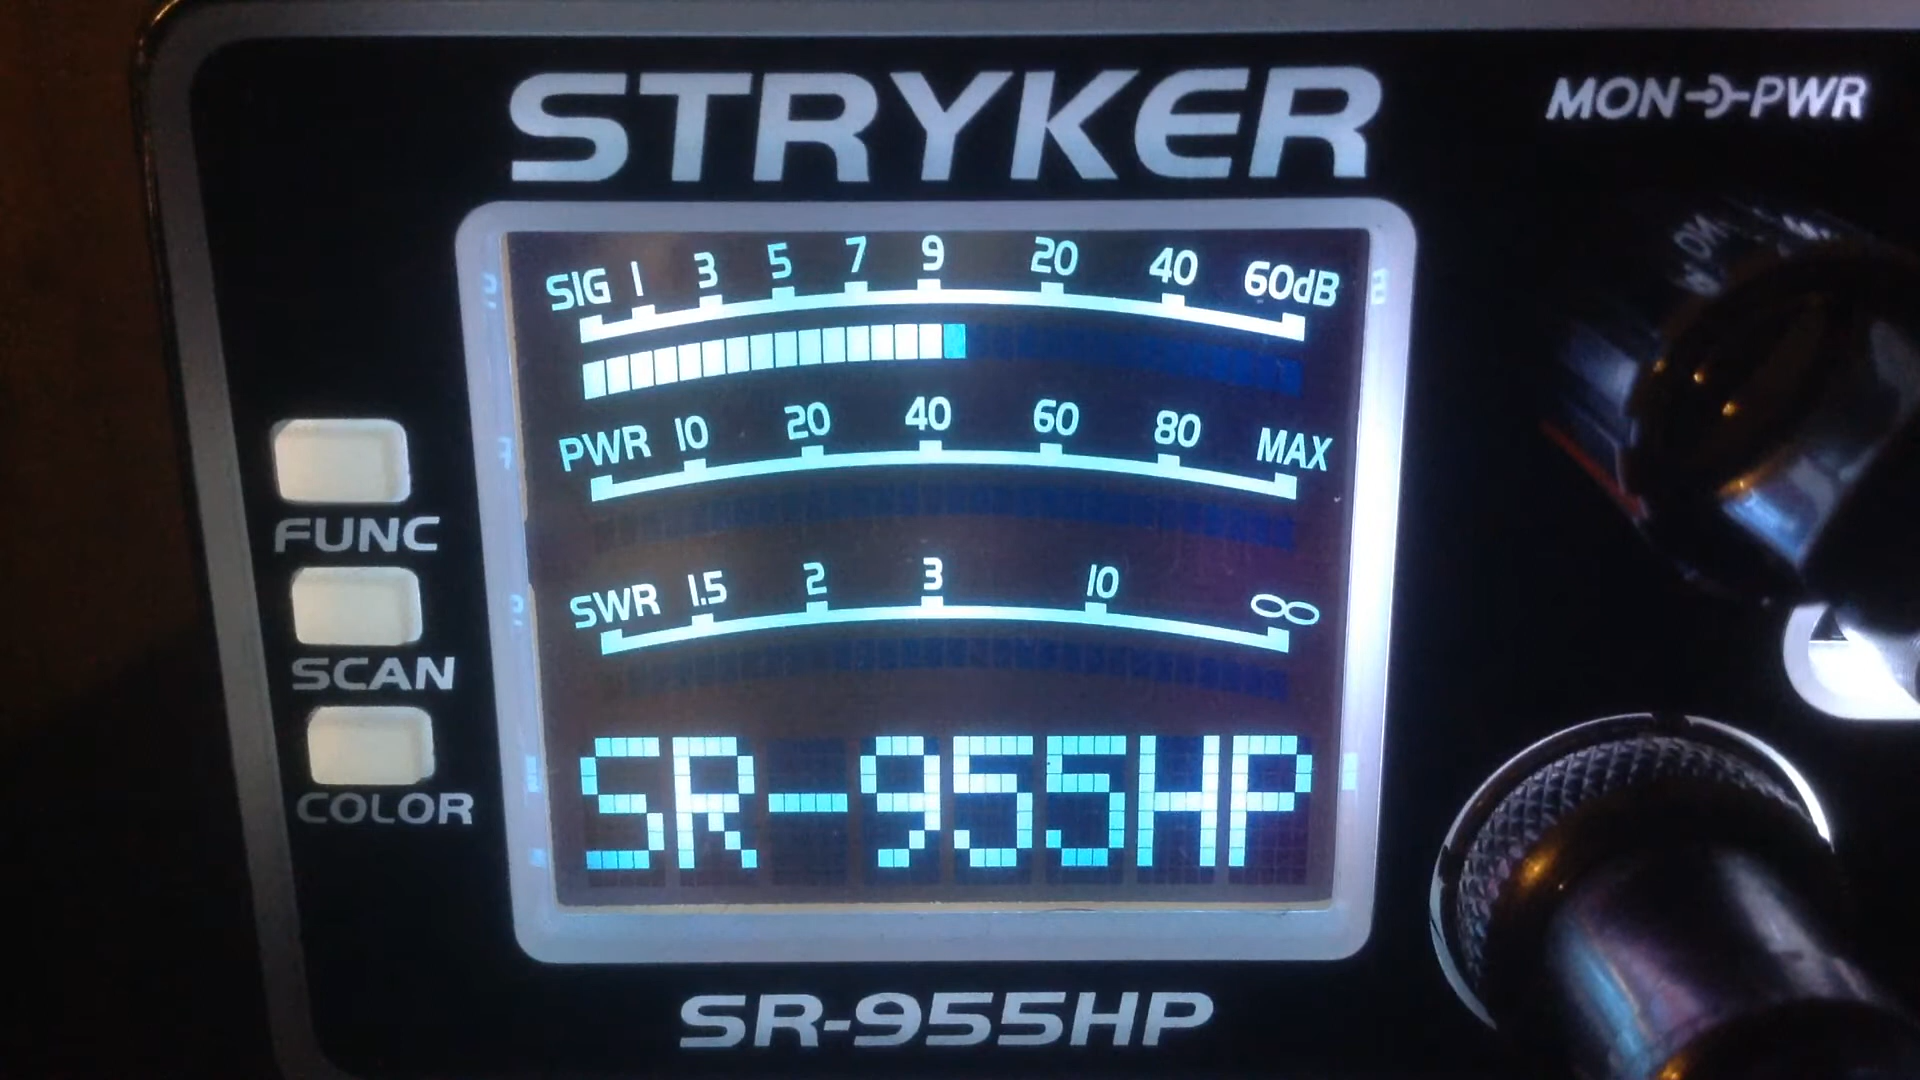 STRYKER
MON PWR
SIG 1 3 5 7 9 20 40 60dB
PWR 10 20 40 60 80 MAX
SWR 1.5 2 3 10 ∞
SR-955HP
FUNC
SCAN
COLOR
SR-955HP